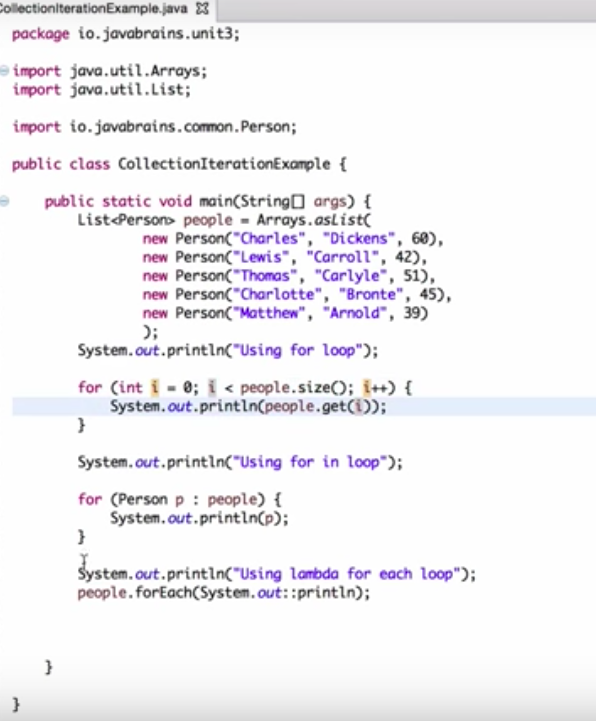 CollectionIterationExample.java
package io.javabrains.unit3;
import java.util.Arrays;
import java.util.List;
import io.javabrains.common.Person;
public class CollectionIterationExample {
public static void main(String[] args) {
List<Person> people = Arrays.asList(
new Person("Charles", "Dickens", 60),
new Person("Lewis", "Carroll", 42),
new Person("Thomas", "Carlyle", 51),
new Person("Charlotte", "Bronte", 45),
new Person("Matthew", "Arnold", 39)
);
System.out.println("Using for loop");
for (int i = 0; i < people.size(); i++) {
System.out.println(people.get(i));
}
System.out.println("Using for in loop");
for (Person p : people) {
System.out.println(p);
}
System.out.println("Using lambda for each loop");
people.forEach(System.out::println);
}
}